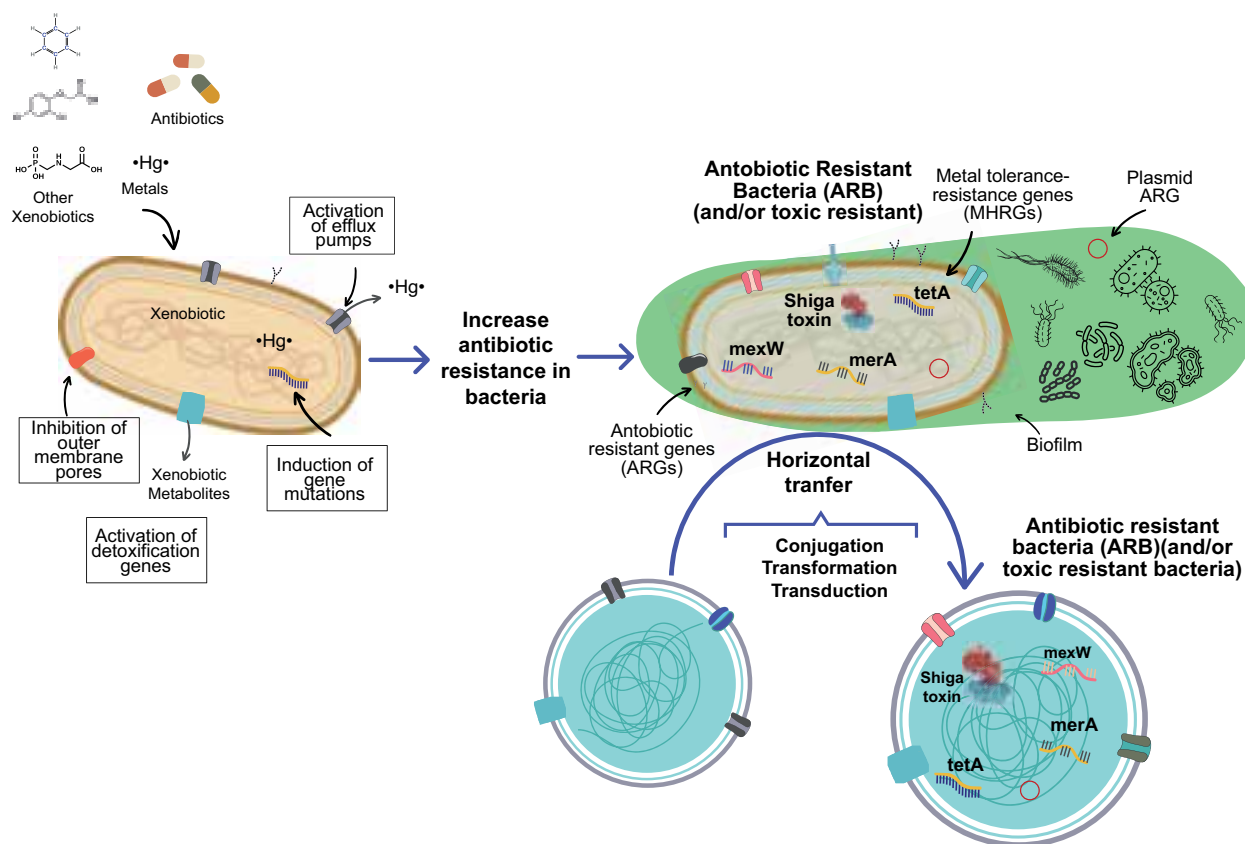 H
H
H
C
C
C
C
C
C
H
H
H
Antibiotics
O
HO
P
OH
H
N
O
OH
•Hg•
Metals
Other
Xenobiotics
Activation
of efflux
pumps
•Hg•
Xenobiotic
•Hg•
Inhibition of
outer
membrane
pores
Xenobiotic
Metabolites
Induction of
gene
mutations
Activation of
detoxification
genes
Increase
antibiotic
resistance in
bacteria
Antobiotic Resistant
Bacteria (ARB)
(and/or toxic resistant)
Metal tolerance-
resistance genes
(MHRGs)
Plasmid
ARG
Shiga
toxin
tetA
mexW
merA
Antobiotic
resistant genes
(ARGs)
Biofilm
Horizontal
tranfer
Conjugation
Transformation
Transduction
Antibiotic resistant
bacteria (ARB)(and/or
toxic resistant bacteria)
Shiga
toxin
mexW
merA
tetA